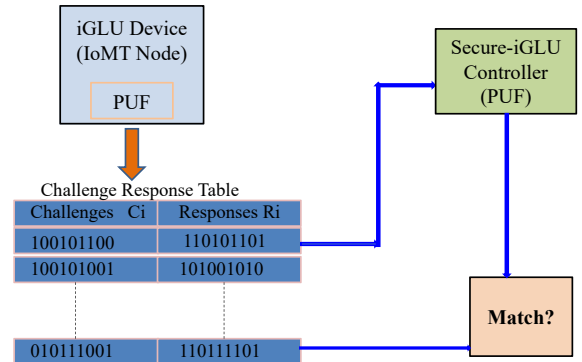 iGLU Device
(IoMT Node)
PUF
Secure-iGLU
Controller
(PUF)
Challenge Response Table
Challenges Ci Responses Ri
100101100 110101101
100101001 101001010
010111001 110111101
Match?